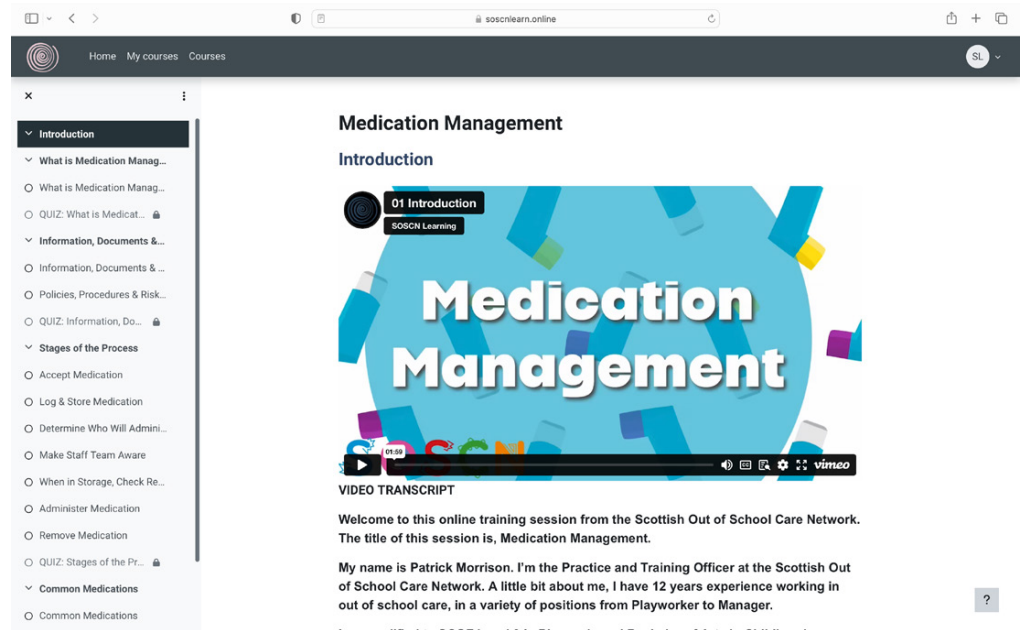 soscnlearn.online
Home My courses Courses
SL
Introduction
What is Medication Manag...
What is Medication Manag...
QUIZ: What is Medicat...
Information, Documents &...
Information, Documents & ...
Policies, Procedures & Risk...
QUIZ: Information, Do...
Stages of the Process
Accept Medication
Log & Store Medication
Determine Who Will Admini...
Make Staff Team Aware
When in Storage, Check Re...
Administer Medication
Remove Medication
QUIZ: Stages of the Pr...
Common Medications
Common Medications
Medication Management
Introduction
01 Introduction
SOSCN Learning
Medication
Management
SOSCN
01:59
CC
vimeo
VIDEO TRANSCRIPT
Welcome to this online training session from the Scottish Out of School Care Network.
The title of this session is, Medication Management.
My name is Patrick Morrison. I'm the Practice and Training Officer at the Scottish Out
of School Care Network. A little bit about me, I have 12 years experience working in
out of school care, in a variety of positions from Playworker to Manager.
?